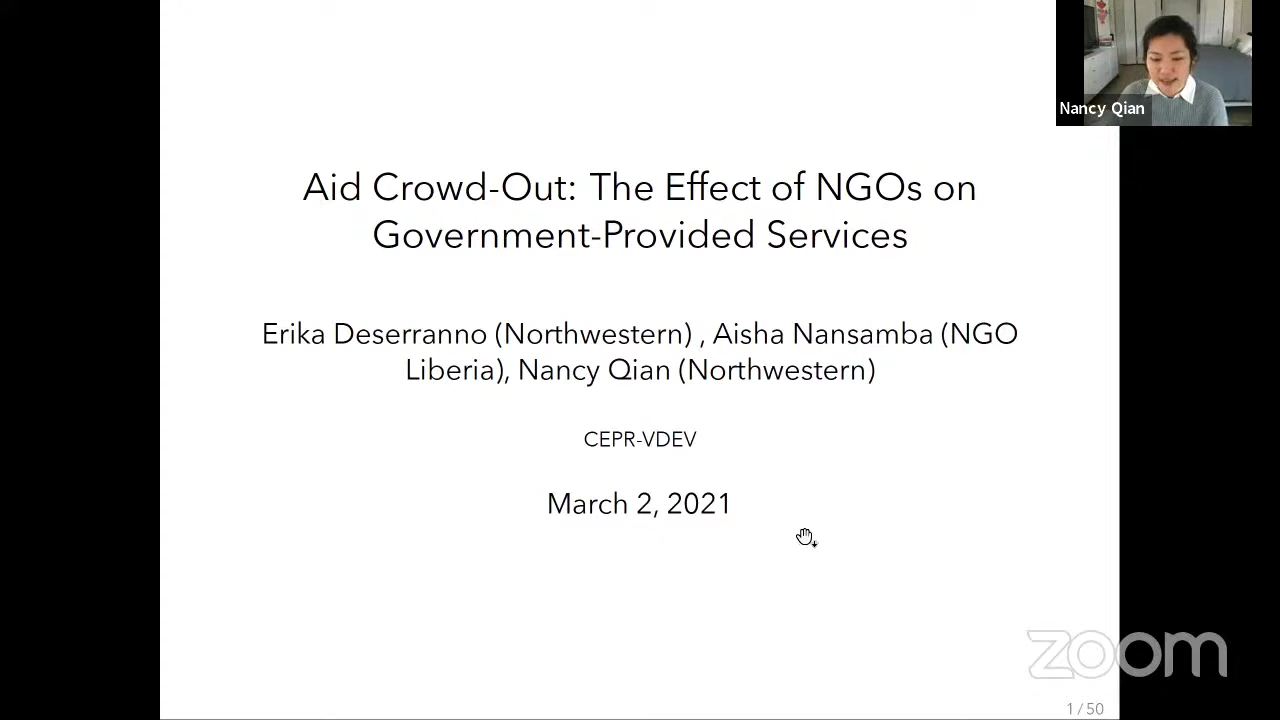 Nancy Qian
Aid Crowd-Out: The Effect of NGOs on
Government-Provided Services
Erika Deserranno (Northwestern) , Aisha Nansamba (NGO
Liberia), Nancy Qian (Northwestern)
CEPR-VDEV
March 2, 2021
zoom
1 / 50